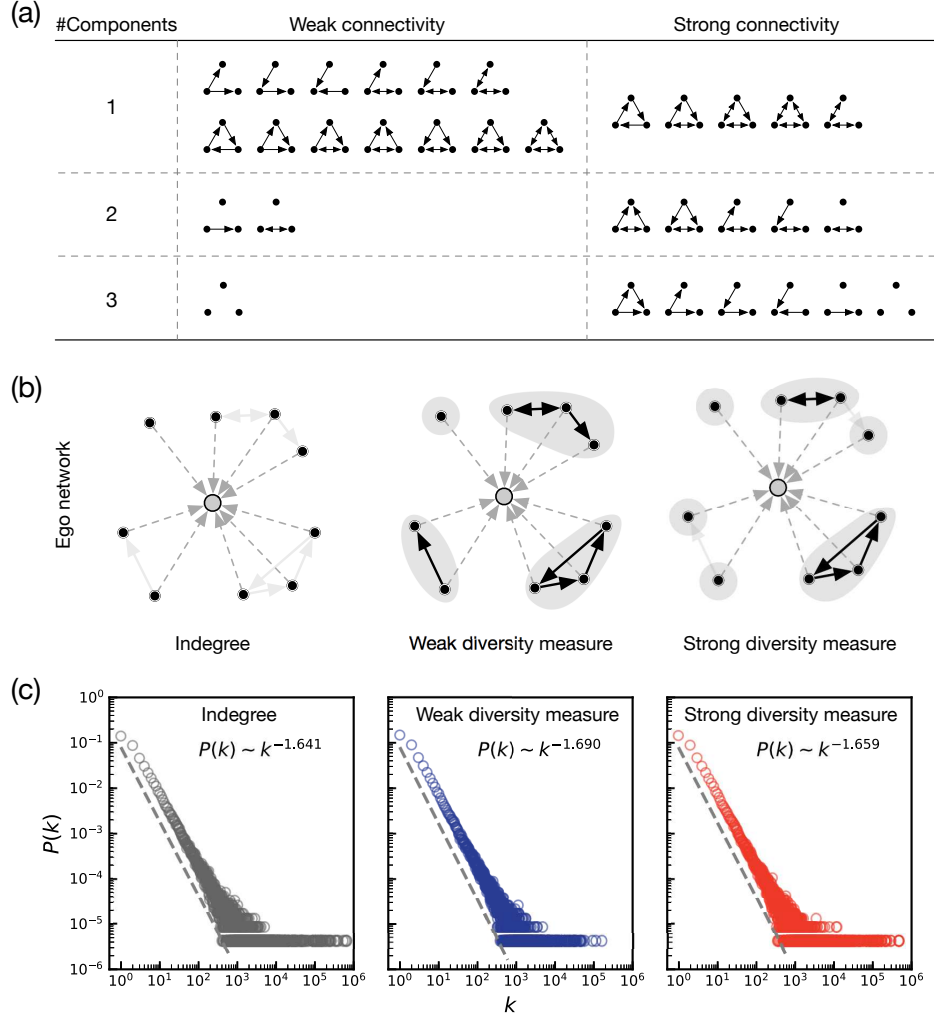 (a)
#Components Weak connectivity Strong connectivity
1
2
3
(b)
Ego network
Indegree Weak diversity measure Strong diversity measure
(c)
Indegree Weak diversity measure Strong diversity measure
P(k) ~ k^−1.641 P(k) ~ k^−1.690 P(k) ~ k^−1.659
P(k)
10^0
10^−1
10^−2
10^−3
10^−4
10^−5
10^−6
10^0 10^1 10^2 10^3 10^4 10^5 10^6 10^0 10^1 10^2 10^3 10^4 10^5 10^6 10^0 10^1 10^2 10^3 10^4 10^5 10^6
k